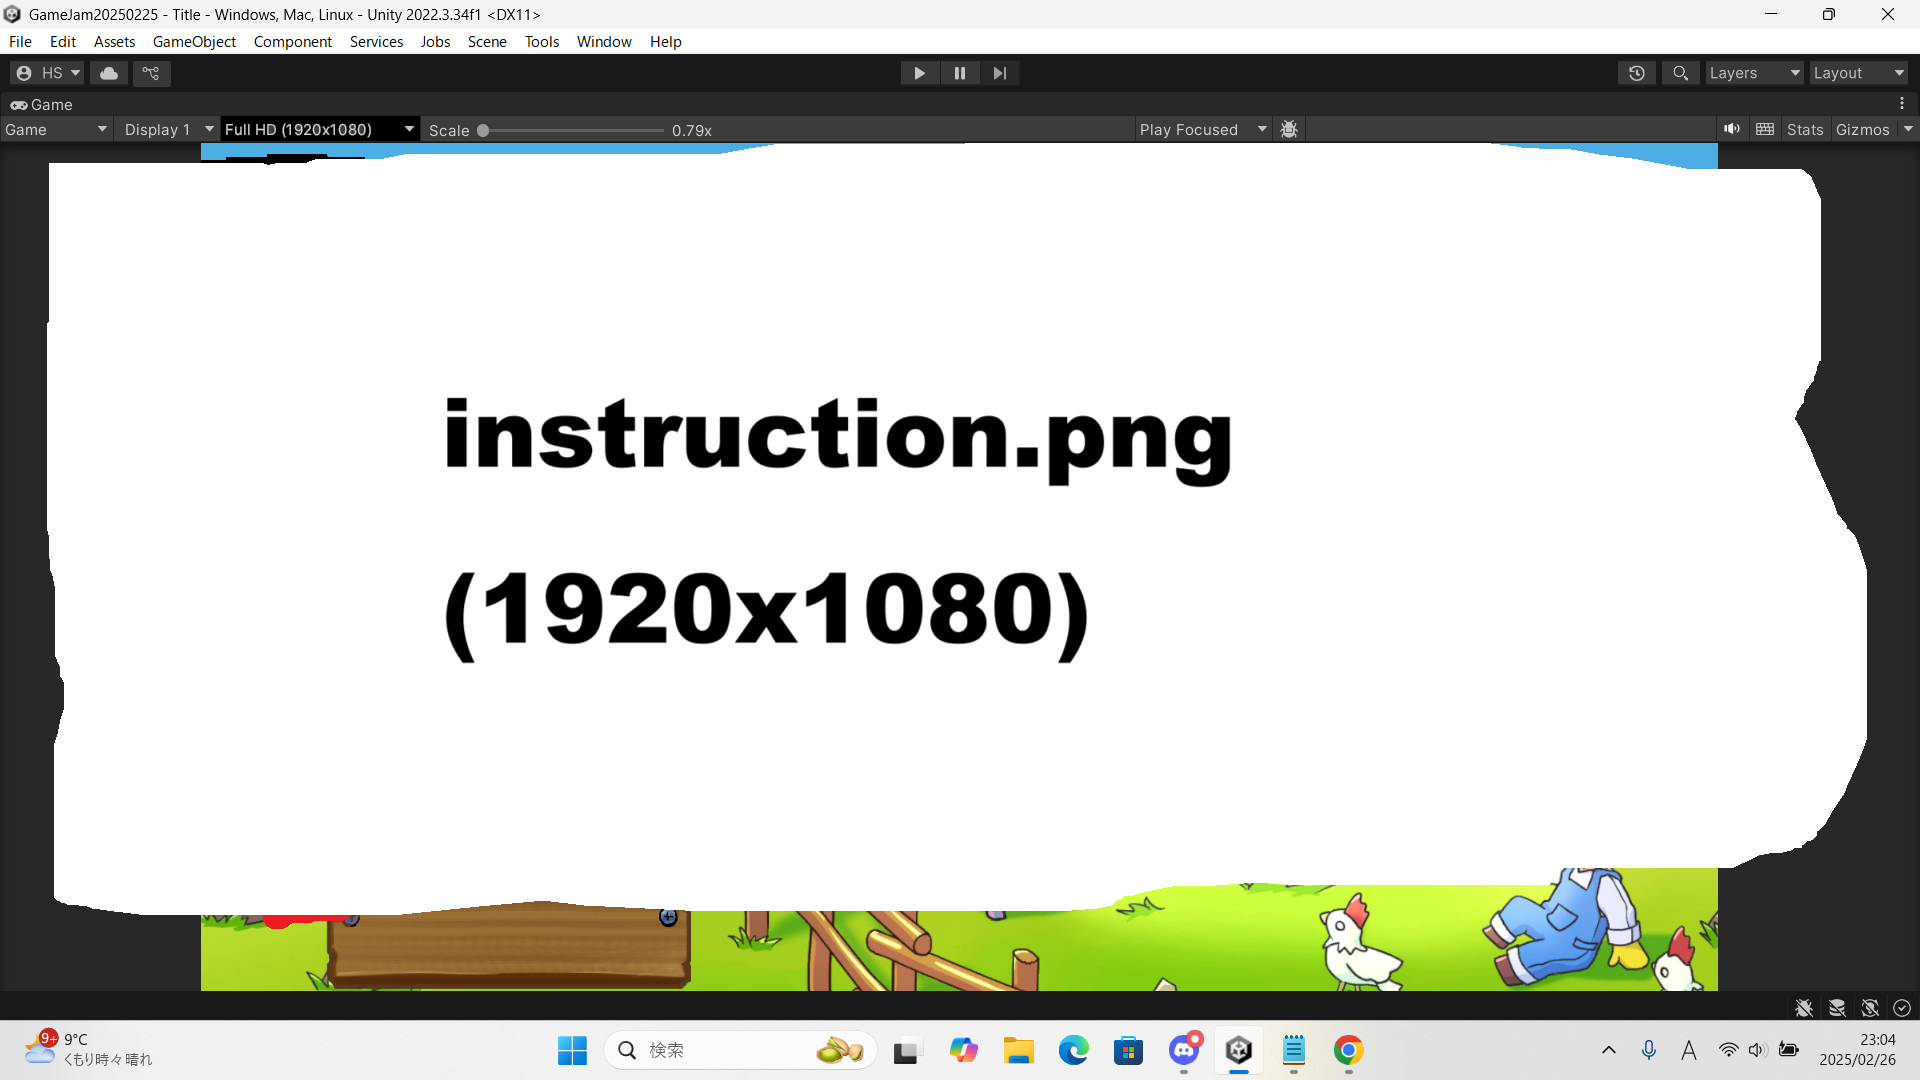 GameJam20250225 - Title - Windows, Mac, Linux - Unity 2022.3.34f1 <DX11>
File Edit Assets GameObject Component Services Jobs Scene Tools Window Help
HS Layers Layout
Game
Game Display 1 Full HD (1920x1080) Scale 0.79x Play Focused Stats Gizmos
instruction.png
(1920x1080)
9+ 9°C
くもり時々晴れ
検索
A
23:04
2025/02/26